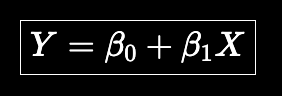 Y = β₀ + β₁X